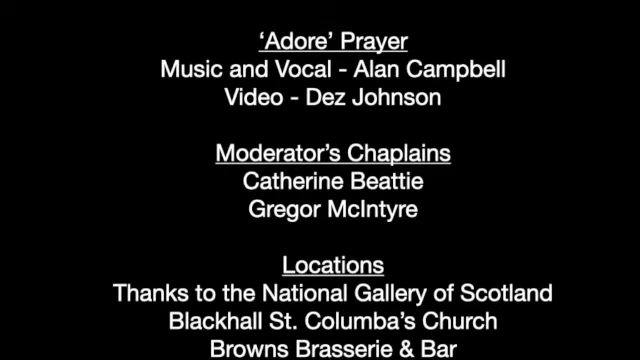 ‘Adore’ Prayer
Music and Vocal - Alan Campbell
Video - Dez Johnson
Moderator’s Chaplains
Catherine Beattie
Gregor McIntyre
Locations
Thanks to the National Gallery of Scotland
Blackhall St. Columba’s Church
Browns Brasserie & Bar